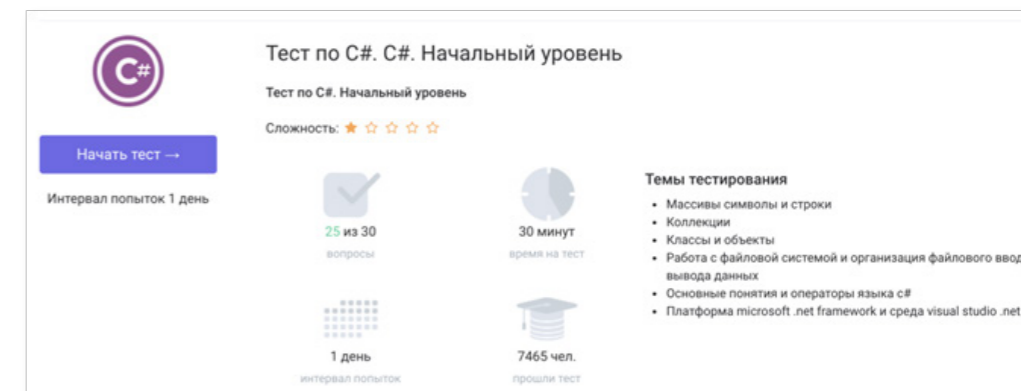 C#
Тест по C#. C#. Начальный уровень
Тест по C#. Начальный уровень
Сложность:
Начать тест →
Интервал попыток 1 день
25 из 30
вопросы
30 минут
время на тест
1 день
интервал попыток
7465 чел.
прошли тест
Темы тестирования
• Массивы символы и строки
• Коллекции
• Классы и объекты
• Работа с файловой системой и организация файлового ввод
вывода данных
• Основные понятия и операторы языка c#
• Платформа microsoft .net framework и среда visual studio .net